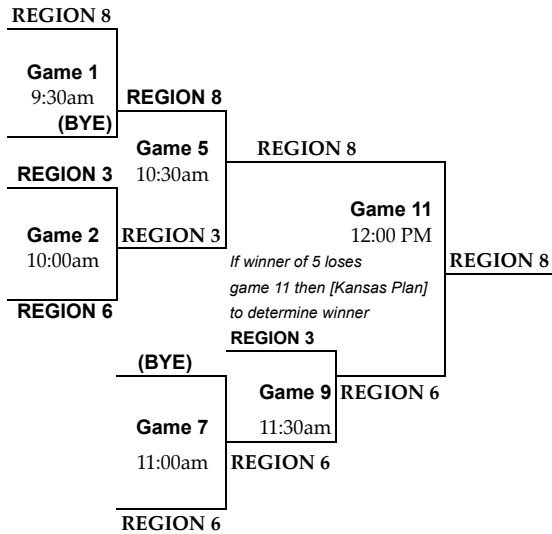 REGION 8
Game 1
9:30am
REGION 8
(BYE)
Game 5
REGION 8
10:30am
REGION 3
Game 11
Game 2
REGION 3
12:00 PM
10:00am
If winner of 5 loses
REGION 8
game 11 then [Kansas Plan]
REGION 6
to determine winner
REGION 3
(BYE)
Game 9
REGION 6
Game 7
11:30am
11:00am
REGION 6
REGION 6